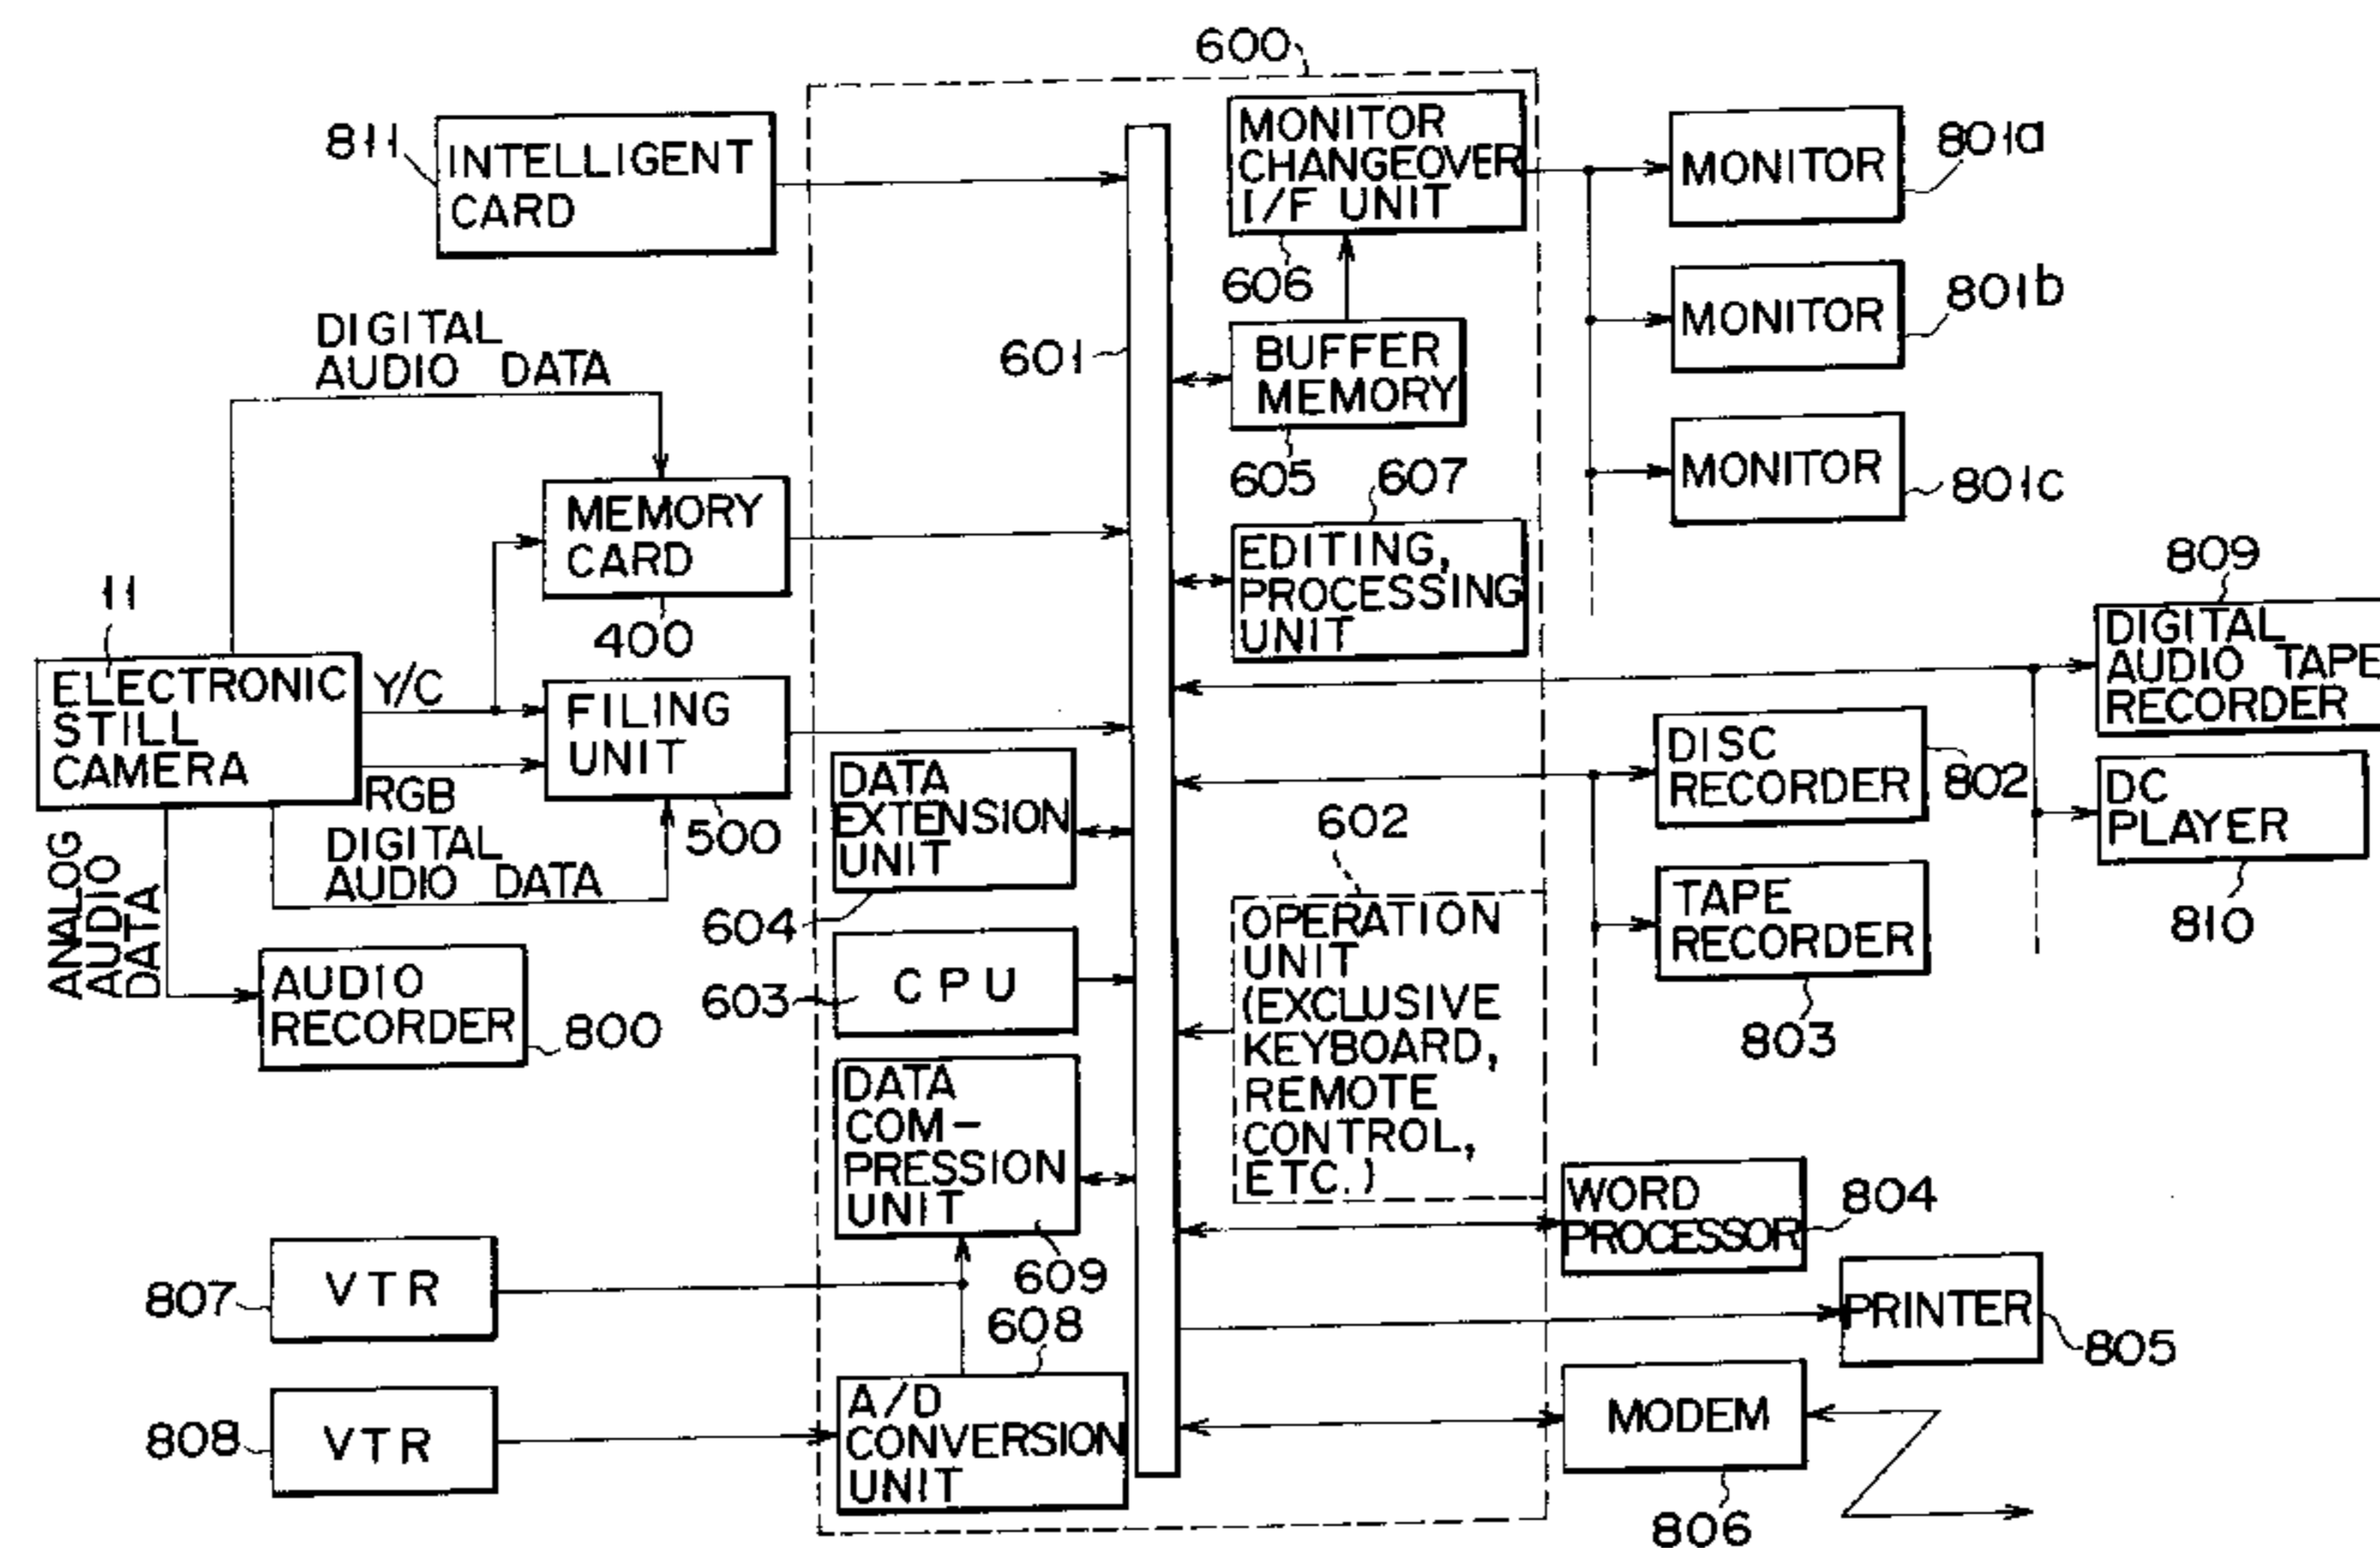 600
811
INTELLIGENT
CARD
MONITOR
CHANGEOVER
I/F UNIT
606
MONITOR
801a
MONITOR
801b
MONITOR
801c
601
BUFFER
MEMORY
605
607
EDITING,
PROCESSING
UNIT
DIGITAL
AUDIO DATA
MEMORY
CARD
400
11
ELECTRONIC
STILL
CAMERA
Y/C
RGB
FILING
UNIT
500
DIGITAL
AUDIO DATA
ANALOG
AUDIO
DATA
AUDIO
RECORDER
800
DATA
EXTENSION
UNIT
604
CPU
603
DATA
COM-
PRESSION
UNIT
609
608
A/D
CONVERSION
UNIT
807
VTR
808
VTR
602
OPERATION
UNIT
(EXCLUSIVE
KEYBOARD,
REMOTE
CONTROL,
ETC.)
809
DIGITAL
AUDIO TAPE
RECORDER
DISC
RECORDER
802
DC
PLAYER
810
TAPE
RECORDER
803
WORD
PROCESSOR
804
PRINTER
805
MODEM
806